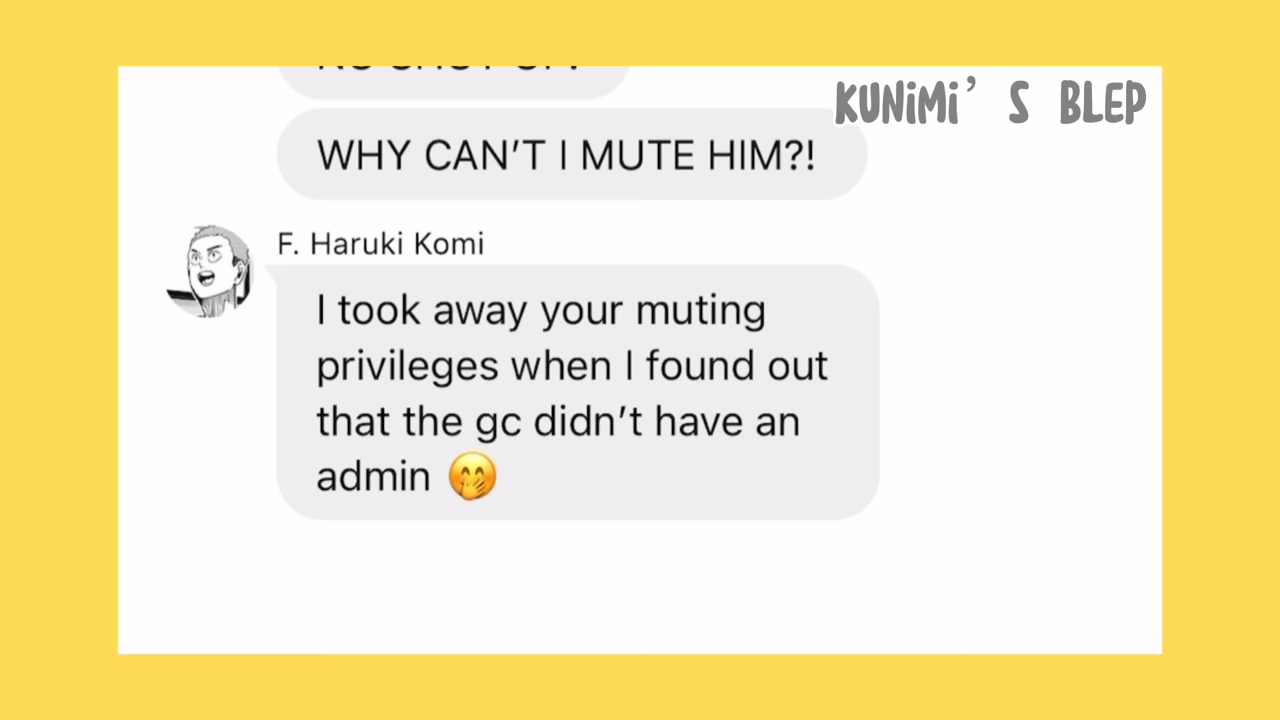 KUNiMi’ S BLEP
WHY CAN’T I MUTE HIM?!
F. Haruki Komi
I took away your muting
privileges when I found out
that the gc didn’t have an
admin 🤭